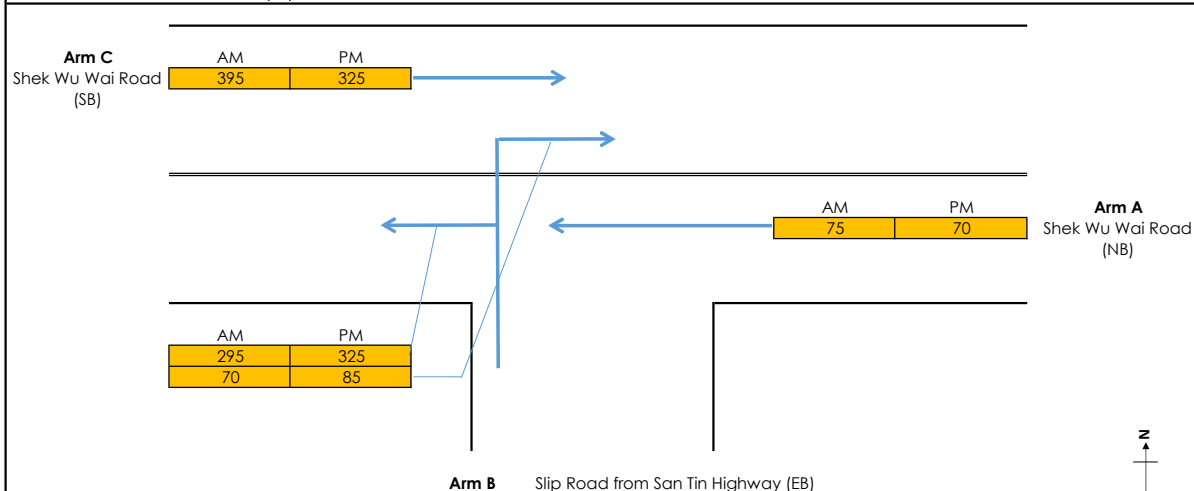 Arm C
Shek Wu Wai Road
(SB)
AM PM
395 325
AM PM
75 70
Arm A
Shek Wu Wai Road
(NB)
AM PM
295 325
70 85
N
Arm B Slip Road from San Tin Highway (EB)